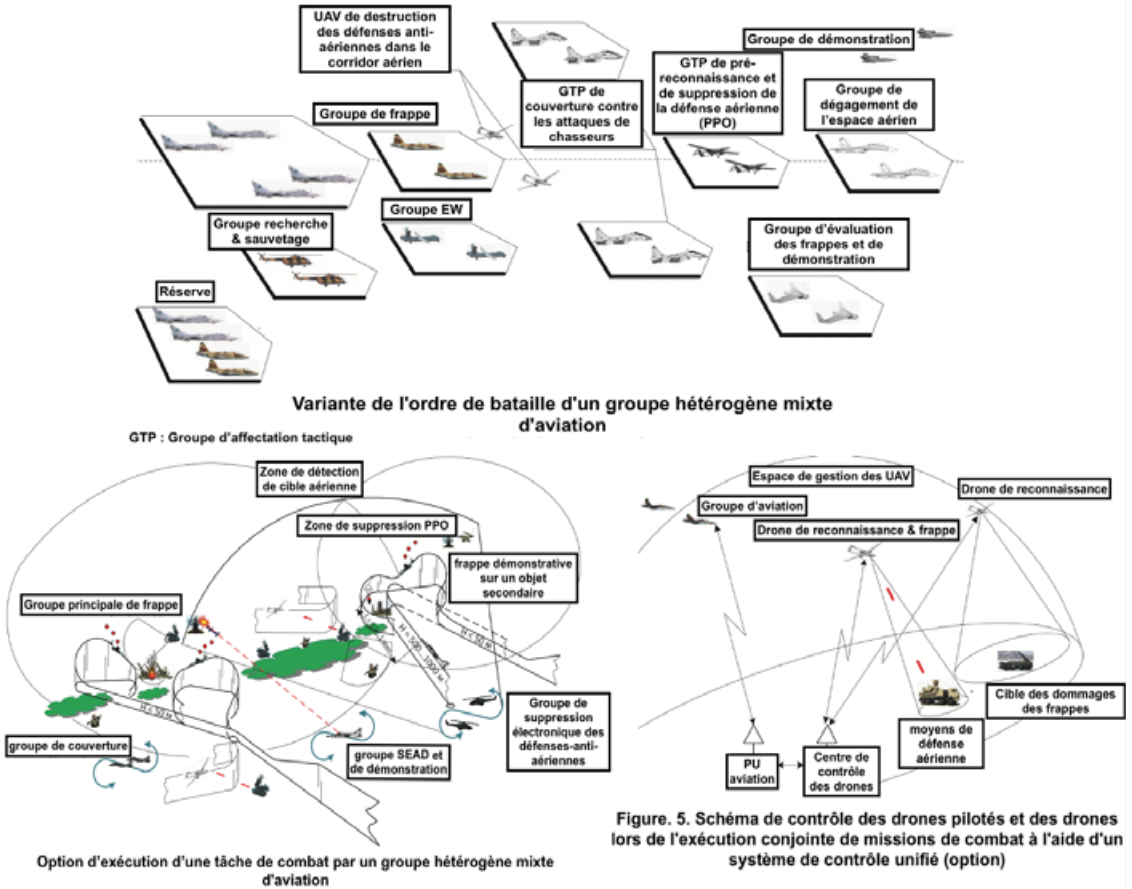 UAV de destruction
des défenses anti-
aériennes dans le
corridor aérien
Groupe de démonstration
GTP de pré-
reconnaissance et
de suppression de
la défense aérienne
(PPO)
GTP de
couverture contre
les attaques de
chasseurs
Groupe de
dégagement de
l'espace aérien
Groupe de frappe
Groupe EW
Groupe recherche
& sauvetage
Groupe d'évaluation
des frappes et de
démonstration
Réserve
Variante de l'ordre de bataille d'un groupe hétérogène mixte
d'aviation
GTP : Groupe d'affectation tactique
Zone de détection
de cible aérienne
Zone de suppression PPO
frappe démonstrative
sur un objet
secondaire
Groupe principale de frappe
H < 50 м
H = 500...1000 м
H < 50 м
Groupe de
suppression
électronique des
défenses-anti-
aériennes
groupe de couverture
groupe SEAD et
de démonstration
Option d'exécution d'une tâche de combat par un groupe hétérogène mixte
d'aviation
Espace de gestion des UAV
Drone de reconnaissance
Groupe d'aviation
Drone de reconnaissance & frappe
Cible des dommages
des frappes
moyens de
défense
aérienne
PU
aviation
Centre de
contrôle
des drones
Figure. 5. Schéma de contrôle des drones pilotés et des drones
lors de l'exécution conjointe de missions de combat à l'aide d'un
système de contrôle unifié (option)